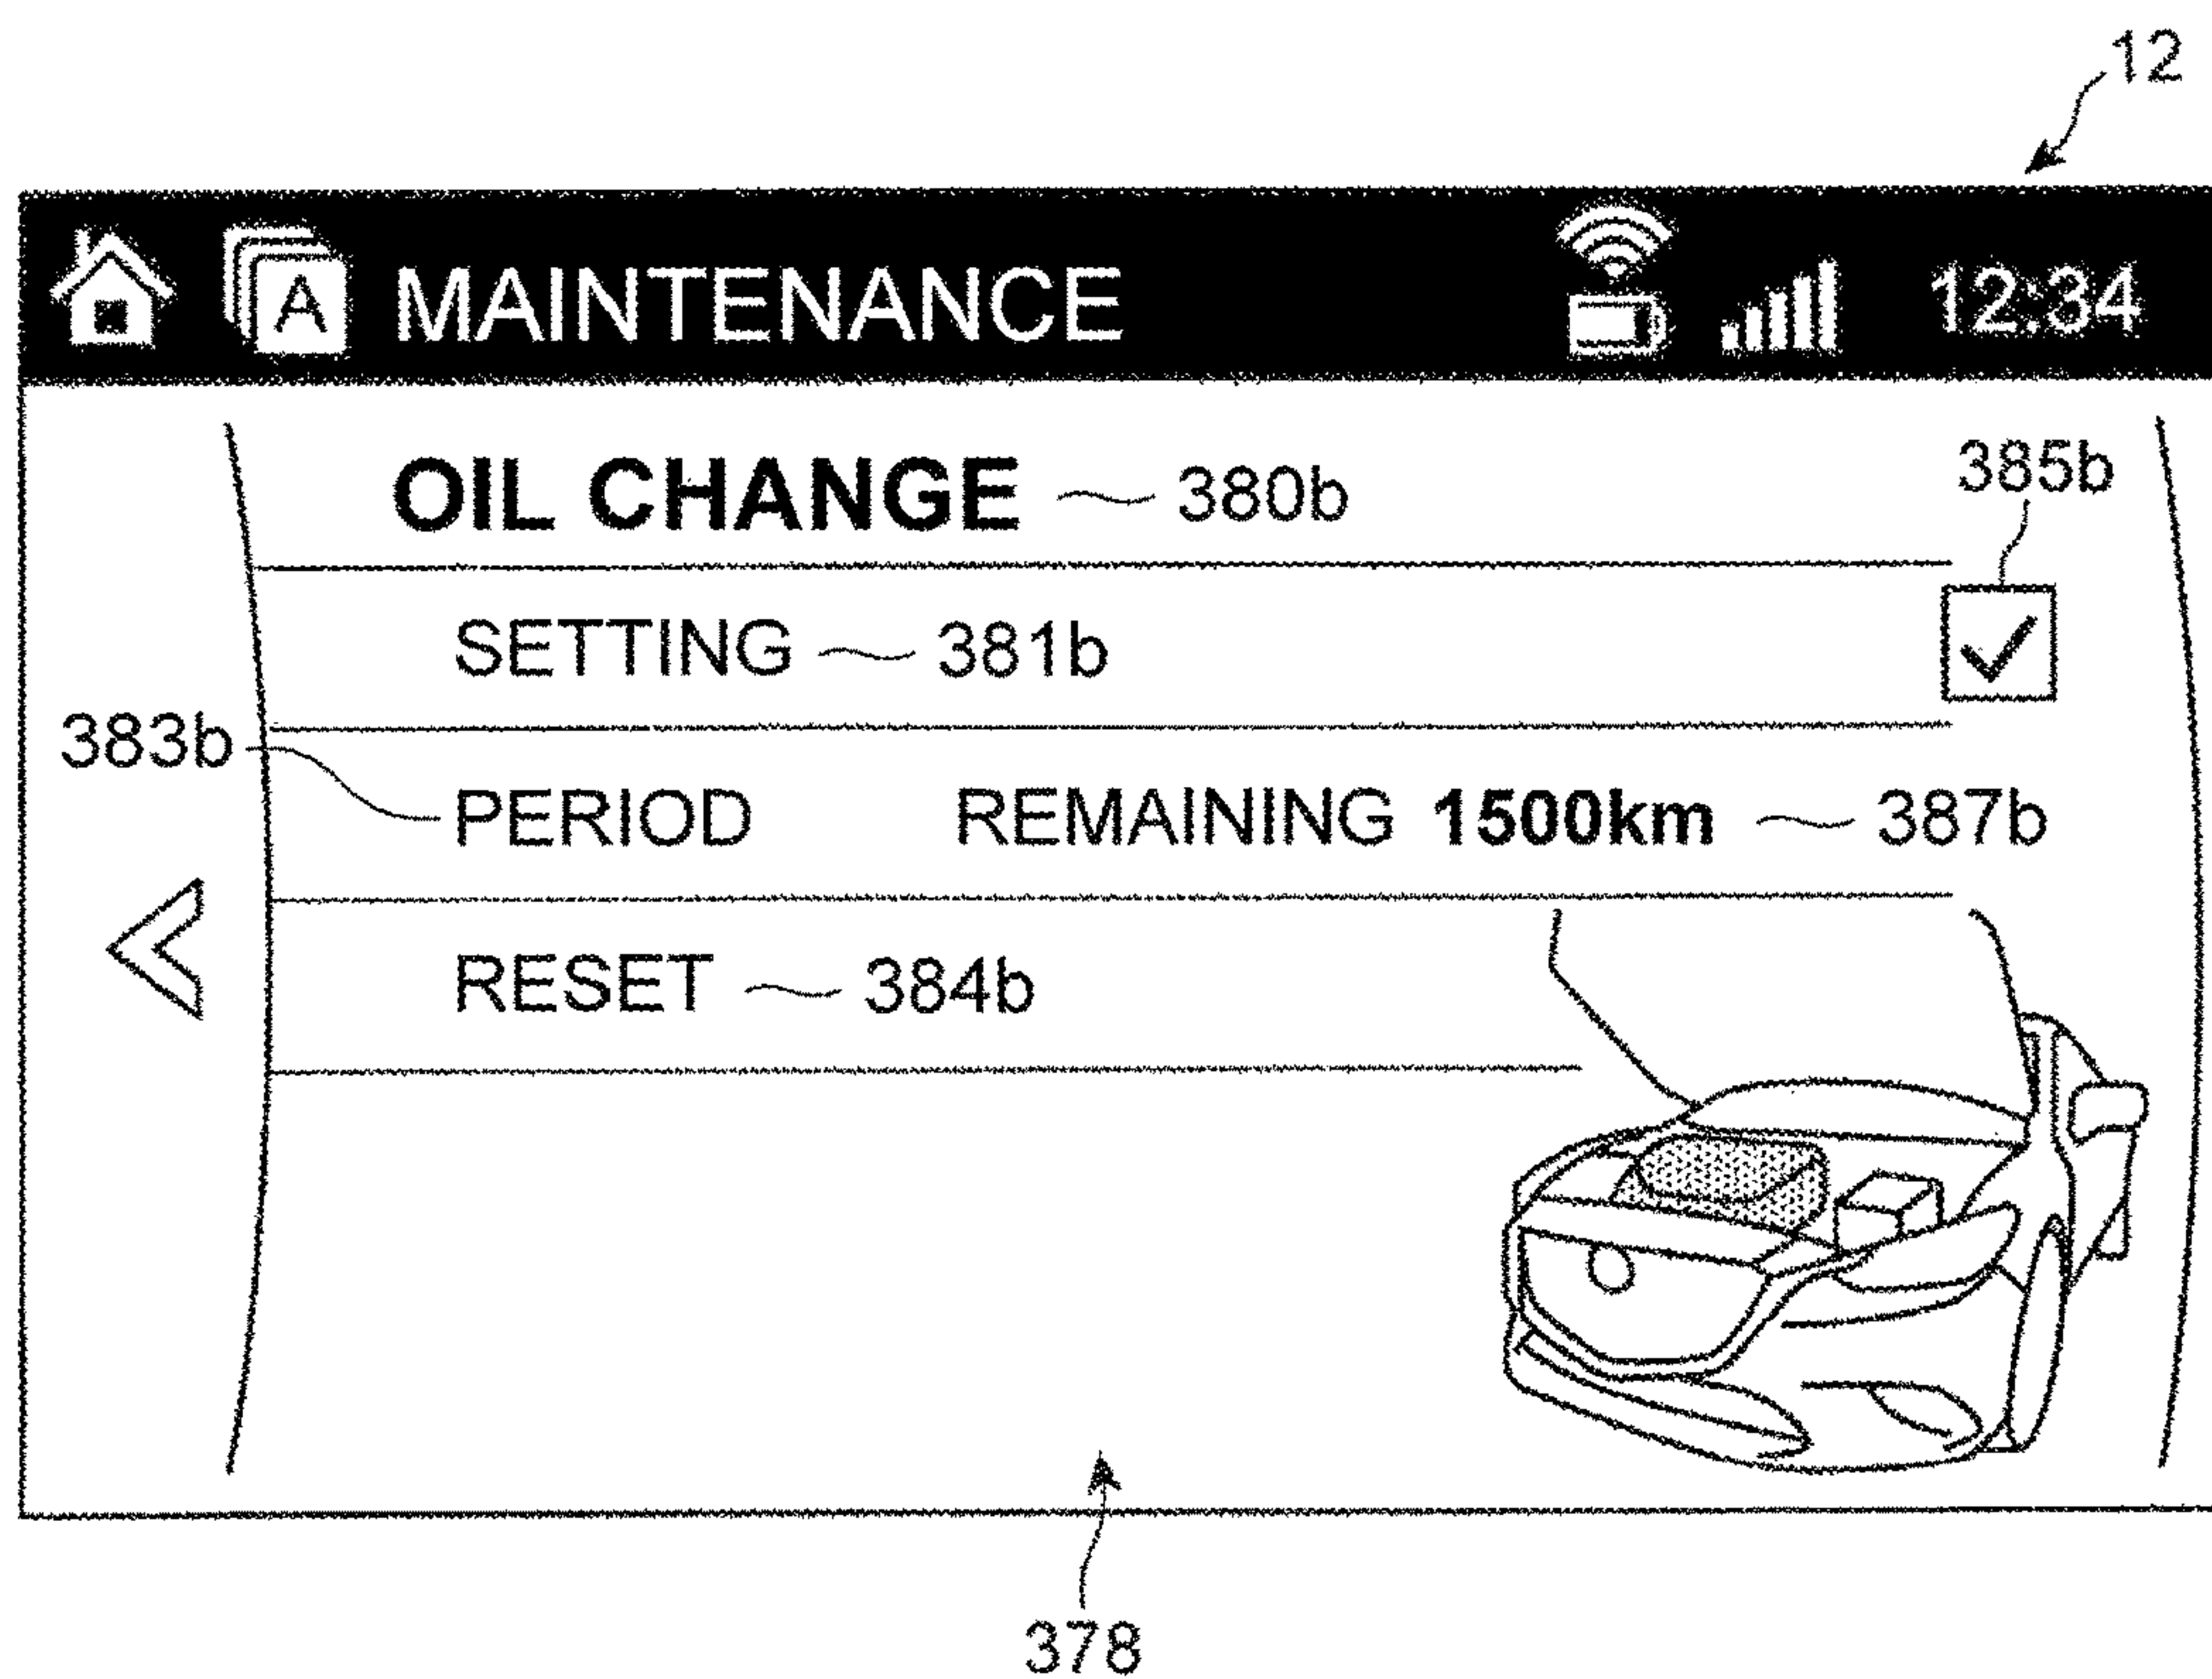 12
A MAINTENANCE 12:34
OIL CHANGE 380b 385b
SETTING 381b
383b
PERIOD REMAINING 1500km 387b
RESET 384b
378